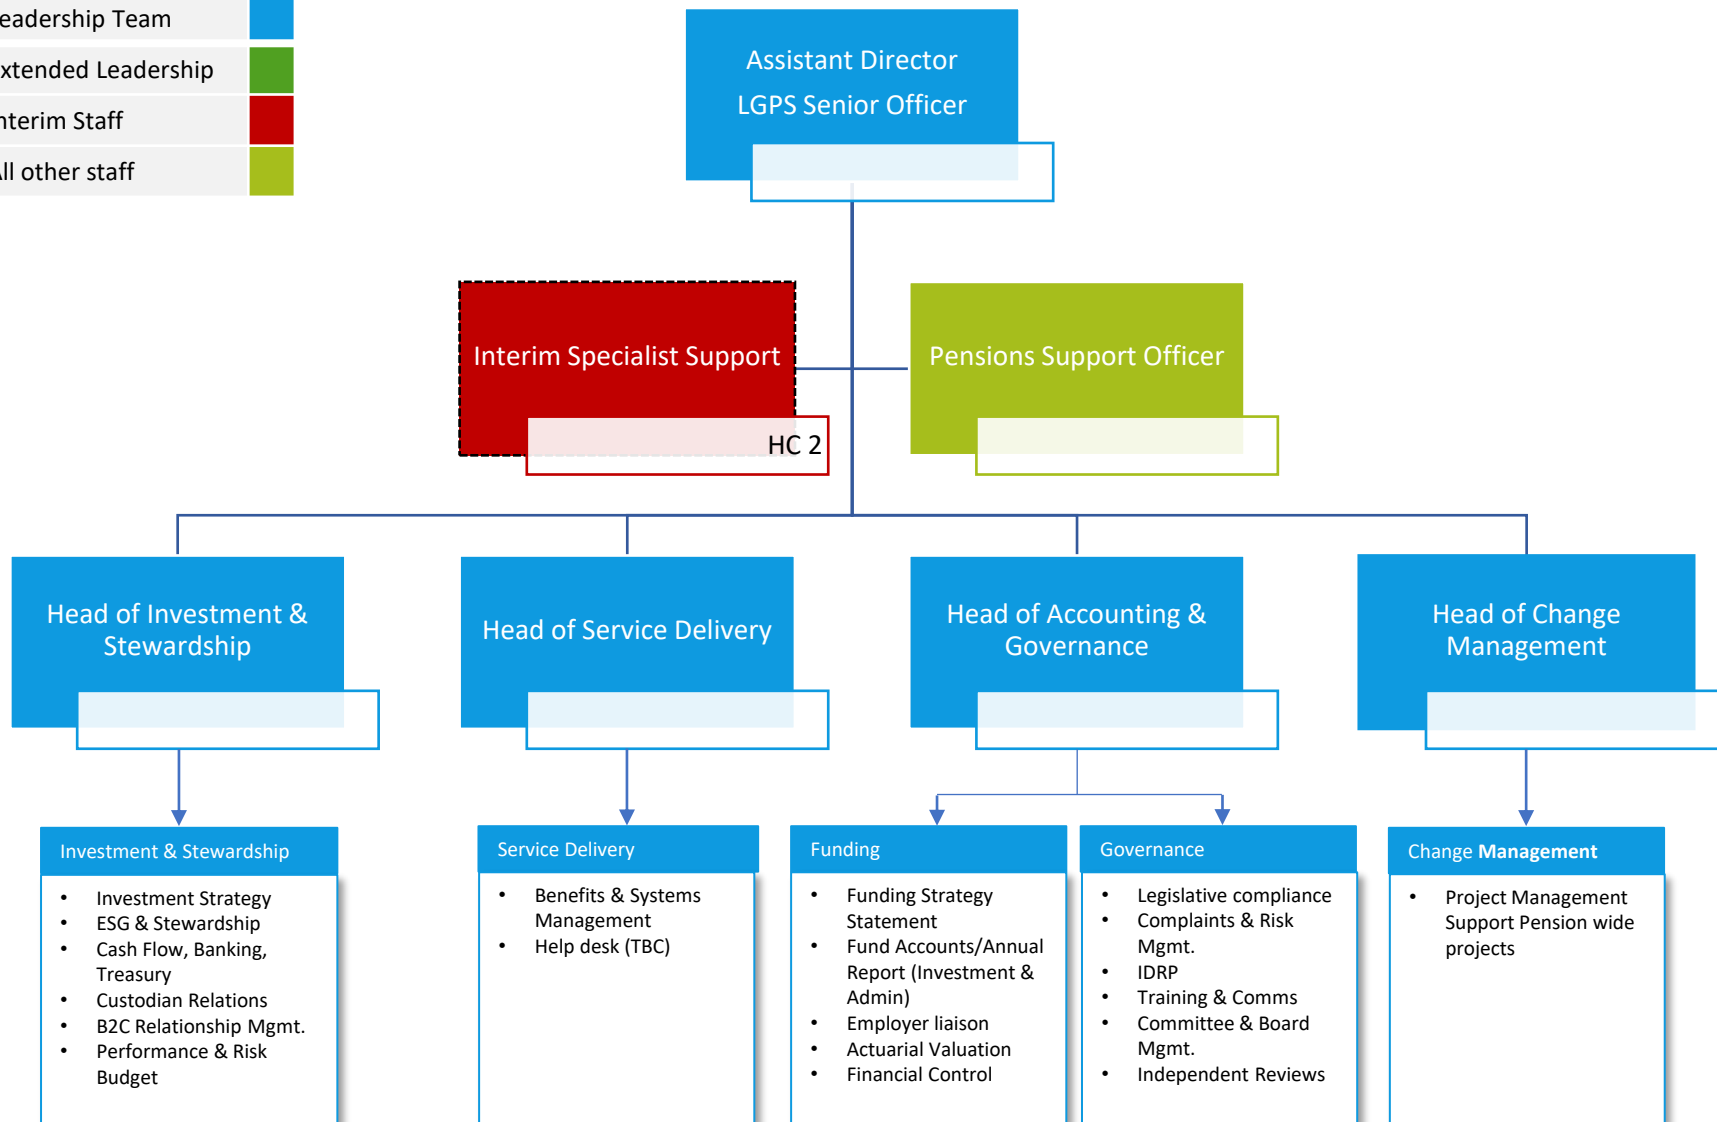 eadership Team
xtended Leadership
nterim Staff
All other staff
Assistant Director
LGPS Senior Officer
Interim Specialist Support
HC 2
Pensions Support Officer
Head of Investment &
Stewardship
Head of Service Delivery
Head of Accounting &
Governance
Head of Change
Management
Investment & Stewardship
• Investment Strategy
• ESG & Stewardship
• Cash Flow, Banking,
Treasury
• Custodian Relations
• B2C Relationship Mgmt.
• Performance & Risk
Budget
Service Delivery
• Benefits & Systems
Management
• Help desk (TBC)
Funding
• Funding Strategy
Statement
• Fund Accounts/Annual
Report (Investment &
Admin)
• Employer liaison
• Actuarial Valuation
• Financial Control
Governance
• Legislative compliance
• Complaints & Risk
Mgmt.
• IDRP
• Training & Comms
• Committee & Board
Mgmt.
• Independent Reviews
Change Management
• Project Management
Support Pension wide
projects